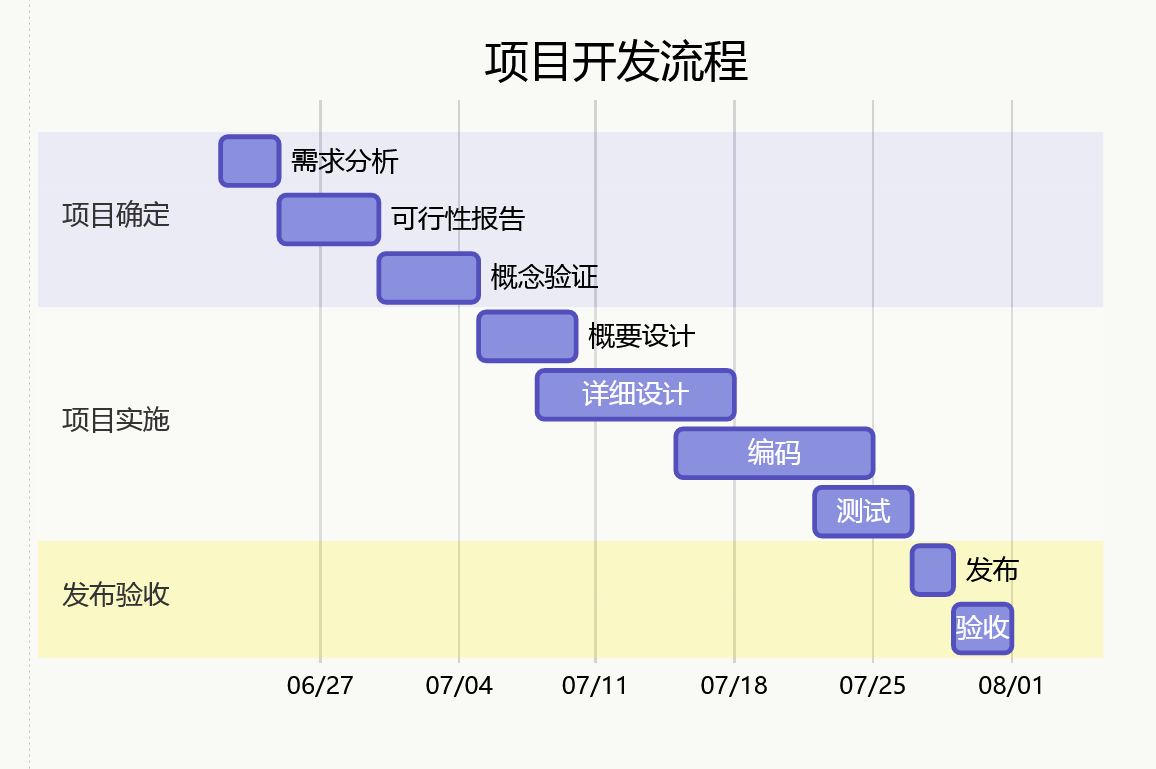 项目开发流程
项目确定
需求分析
可行性报告
概念验证
项目实施
概要设计
详细设计
编码
测试
发布验收
发布
验收
06/27
07/04
07/11
07/18
07/25
08/01